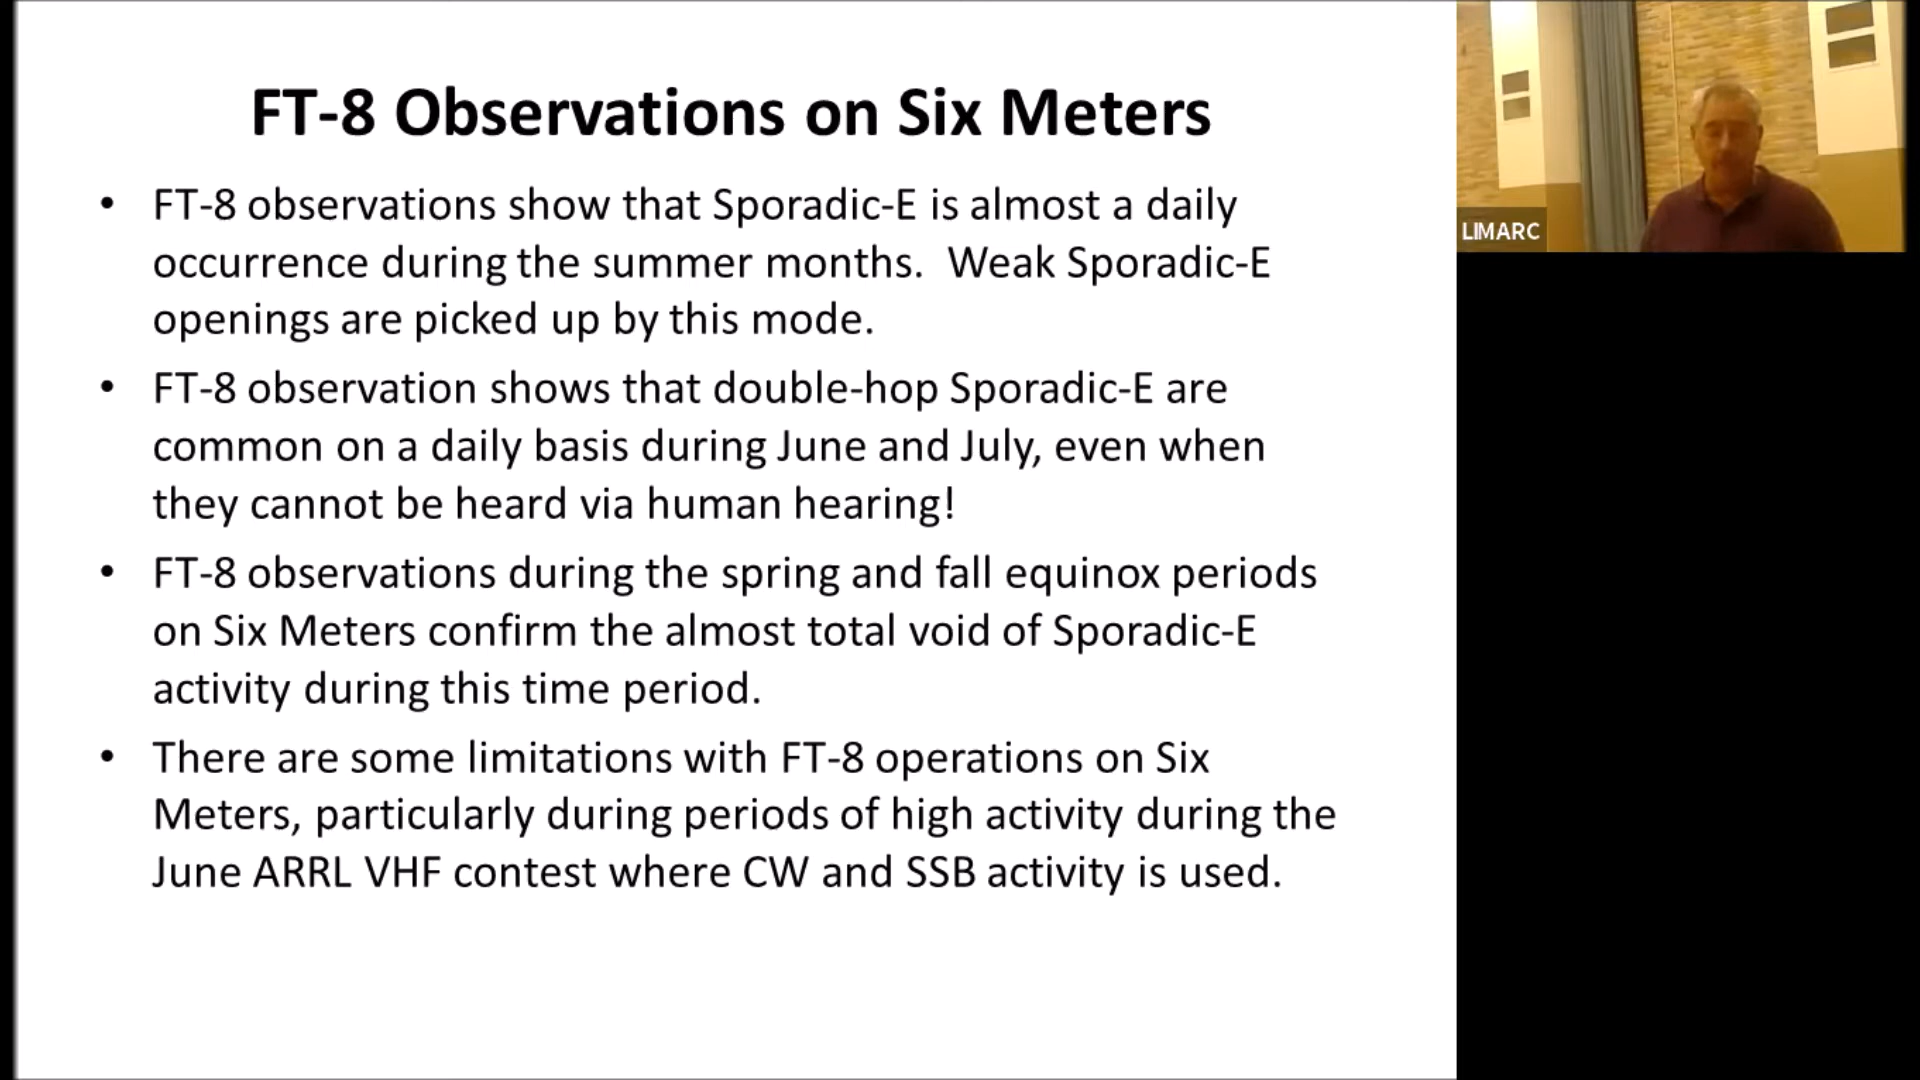 FT-8 Observations on Six Meters
• FT-8 observations show that Sporadic-E is almost a daily
occurrence during the summer months.  Weak Sporadic-E
openings are picked up by this mode.
• FT-8 observation shows that double-hop Sporadic-E are
common on a daily basis during June and July, even when
they cannot be heard via human hearing!
• FT-8 observations during the spring and fall equinox periods
on Six Meters confirm the almost total void of Sporadic-E
activity during this time period.
• There are some limitations with FT-8 operations on Six
Meters, particularly during periods of high activity during the
June ARRL VHF contest where CW and SSB activity is used.
LIMARC